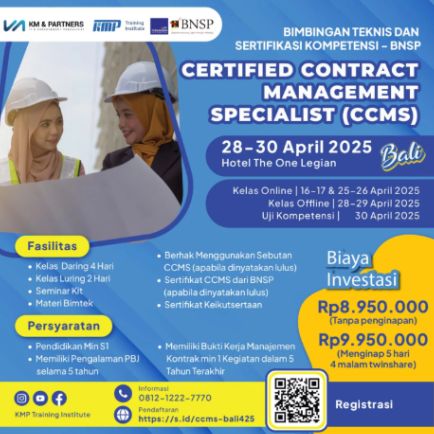 KM & PARTNERS
KMP Training Institute
BNSP
BIMBINGAN TEKNIS DAN
SERTIFIKASI KOMPETENSI – BNSP
CERTIFIED CONTRACT
MANAGEMENT
SPECIALIST (CCMS)
28–30 April 2025
Hotel The One Legian
Bali
Kelas Online | 16-17 & 25-26 April 2025
Kelas Offline | 28-29 April 2025
Uji Kompetensi | 30 April 2025
Fasilitas
• Kelas Daring 4 Hari
• Kelas Luring 2 Hari
• Seminar Kit
• Materi Bimtek
• Berhak Menggunakan Sebutan
CCMS (apabila dinyatakan lulus)
• Sertifikat CCMS dari BNSP
(apabila dinyatakan lulus)
• Sertifikat Keikutsertaan
Persyaratan
• Pendidikan Min S1
• Memiliki Pengalaman PBJ
selama 5 tahun
• Memiliki Bukti Kerja Manajemen
Kontrak min 1 Kegiatan dalam 5
Tahun Terakhir
Biaya
Investasi
Rp8.950.000
(Tanpa penginapan)
Rp9.950.000
(Menginap 5 hari
4 malam twinshare)
KMP Training Institute
Informasi
0812-1222-7770
Pendaftaran
https://s.id/ccms-bali425
Registrasi